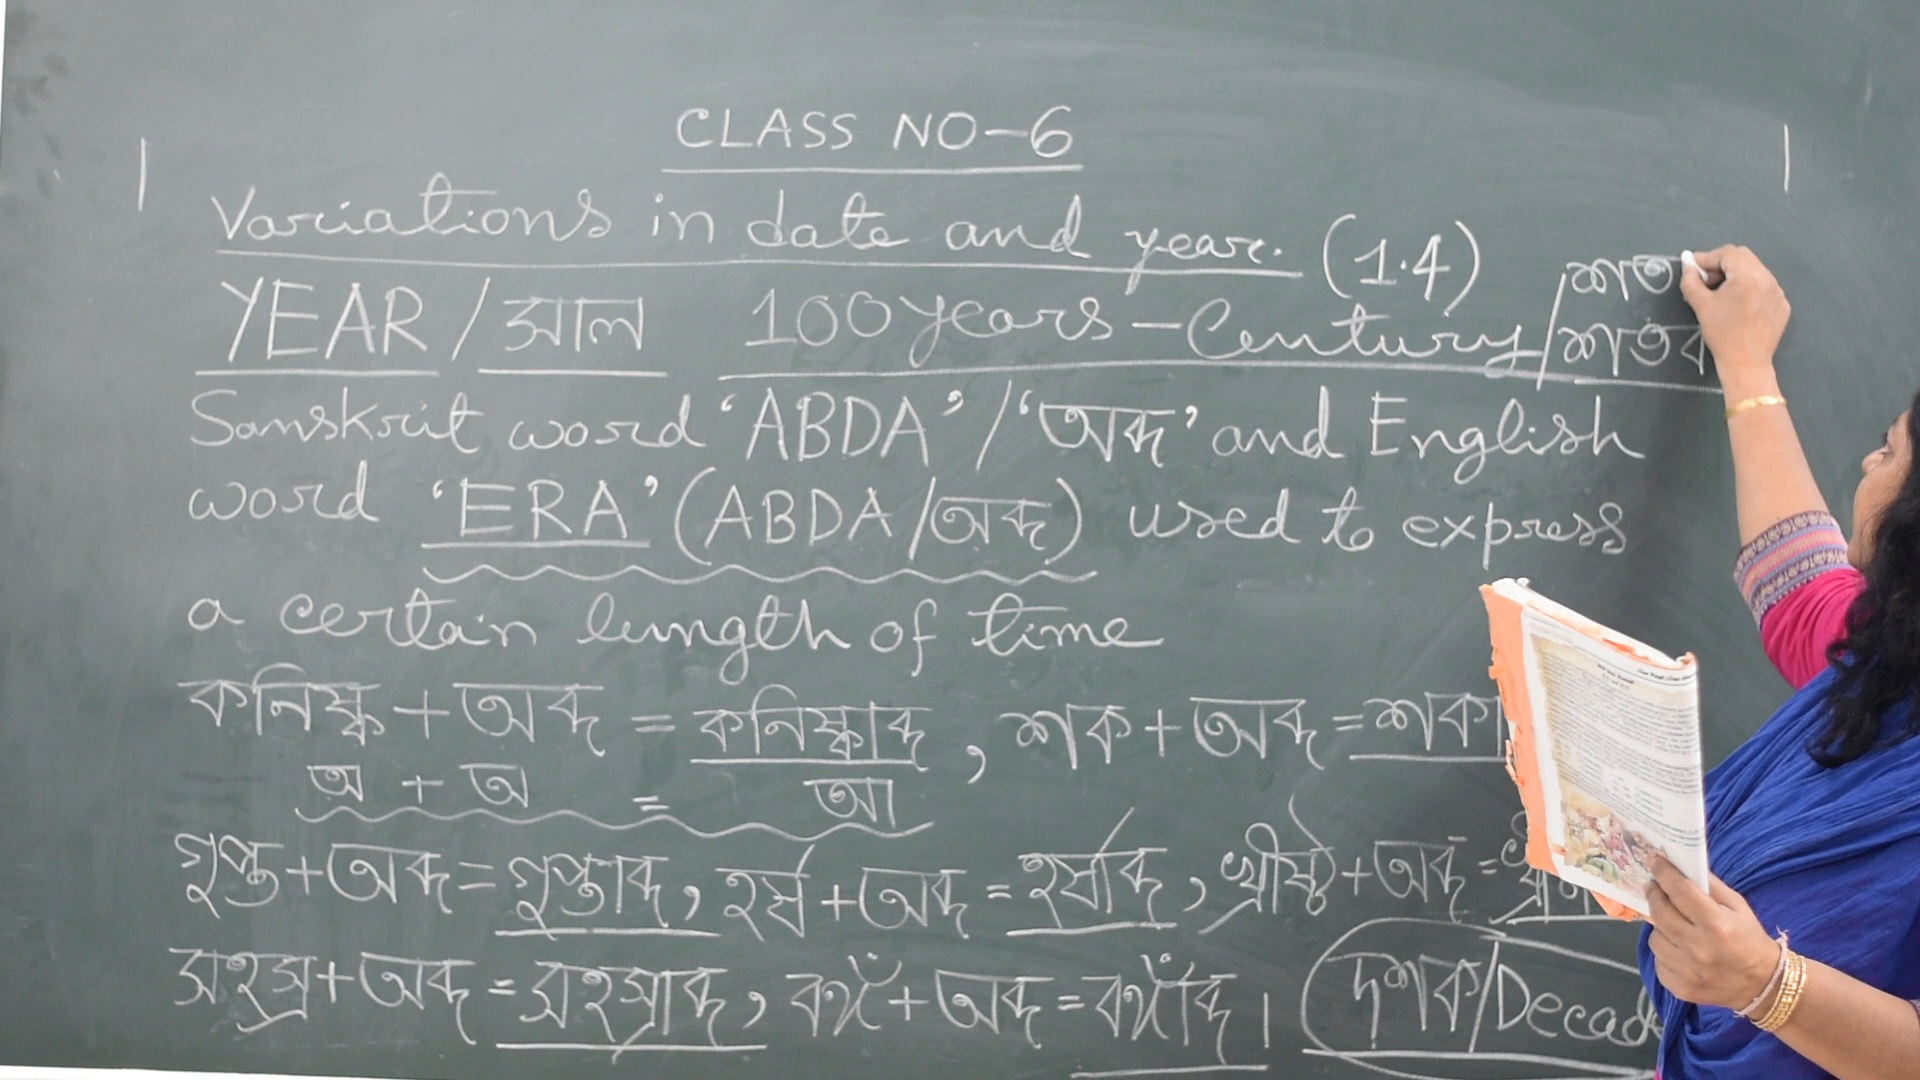 CLASS NO-6
Variations in date and year. (1.4)
YEAR / সাল 100 years - Century / শতক
শত
Sanskrit word 'ABDA' / 'অব্দ' and English
word 'ERA' (ABDA / অব্দ) used to express
a certain length of time
কনিষ্ক + অব্দ = কনিষ্কাব্দ, শক + অব্দ = শকা
অ + অ = আ
গুপ্ত + অব্দ = গুপ্তাব্দ, হর্ষ + অব্দ = হর্ষাব্দ, খ্রীষ্ট + অব্দ =
সহস্র + অব্দ = সহস্রাব্দ, বঙ্গ + অব্দ = বঙ্গাব্দ । দশক / Decad